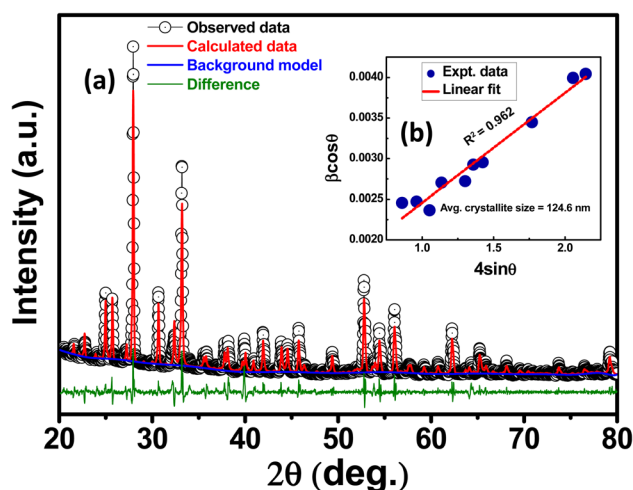 Observed data
Calculated data
Background model
Difference
(a)
Intensity (a.u.)
20
30
40
50
60
70
80
2θ (deg.)
Expt. data
Linear fit
(b)
R² = 0.962
Avg. crystallite size = 124.6 nm
βcosθ
0.0040
0.0035
0.0030
0.0025
0.0020
1.0
1.5
2.0
4sinθ